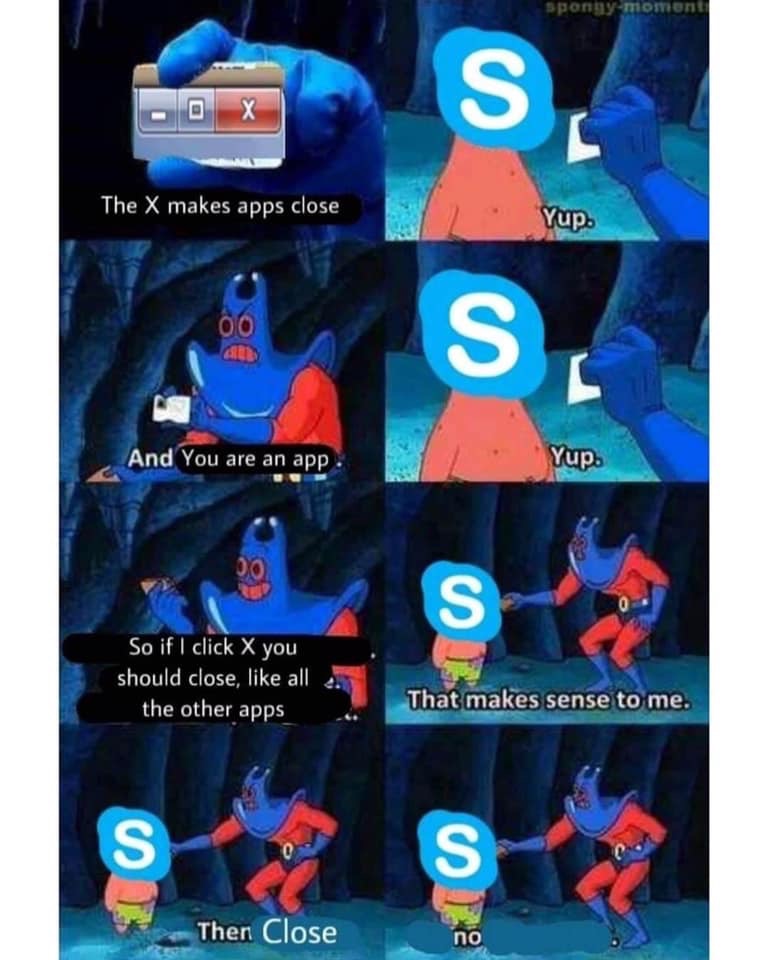 spongy-moments
X
The X makes apps close
S
Yup.
And You are an app.
S
Yup.
So if I click X you
should close, like all
the other apps
S
That makes sense to me.
S
Then Close
S
no.